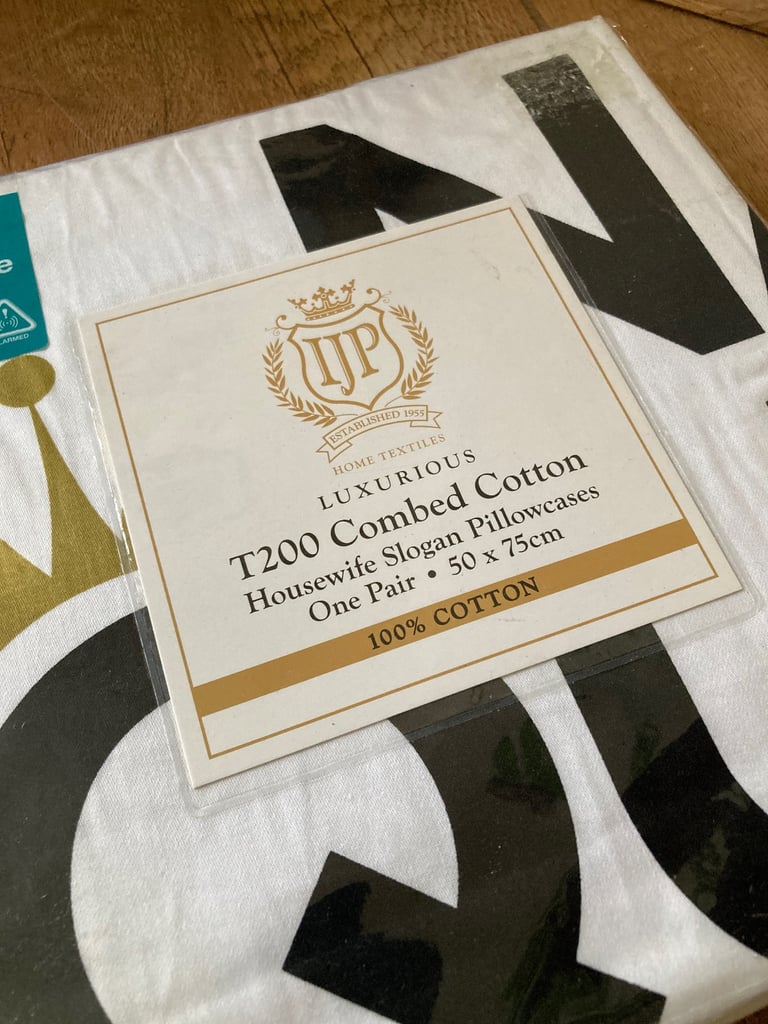 IJP
ESTABLISHED 1955
HOME TEXTILES
LUXURIOUS
T200 Combed Cotton
Housewife Slogan Pillowcases
One Pair • 50 x 75cm
100% COTTON